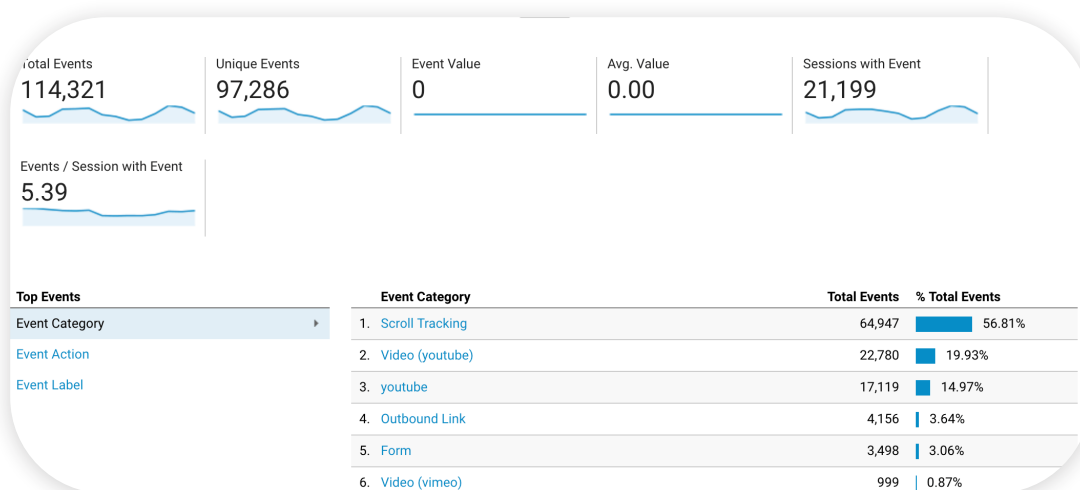 Total Events
114,321
Unique Events
97,286
Event Value
0
Avg. Value
0.00
Sessions with Event
21,199
Events / Session with Event
5.39
Top Events
Event Category
Event Action
Event Label
Event Category Total Events % Total Events
1. Scroll Tracking 64,947 56.81%
2. Video (youtube) 22,780 19.93%
3. youtube 17,119 14.97%
4. Outbound Link 4,156 3.64%
5. Form 3,498 3.06%
6. Video (vimeo) 999 0.87%